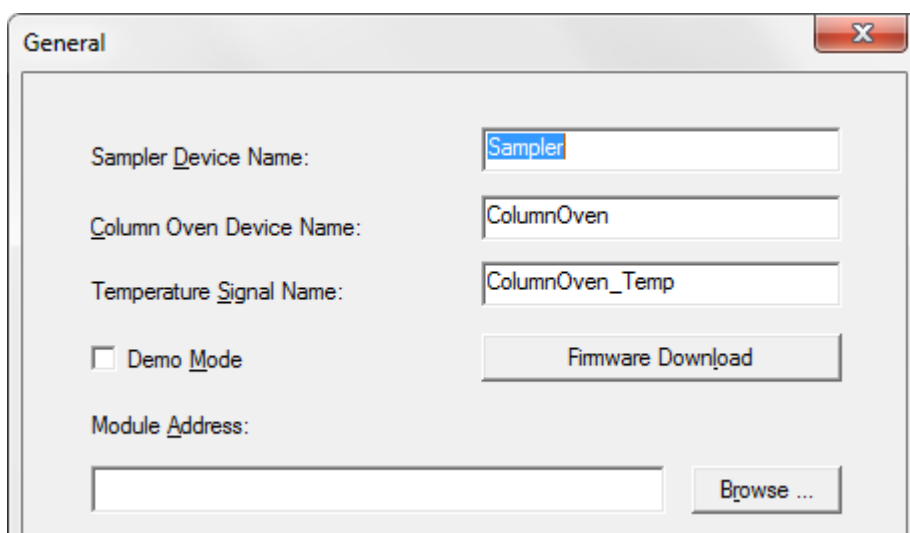 General
Sampler Device Name: Sampler
Column Oven Device Name: ColumnOven
Temperature Signal Name: ColumnOven_Temp
Demo Mode Firmware Download
Module Address:
Browse ...